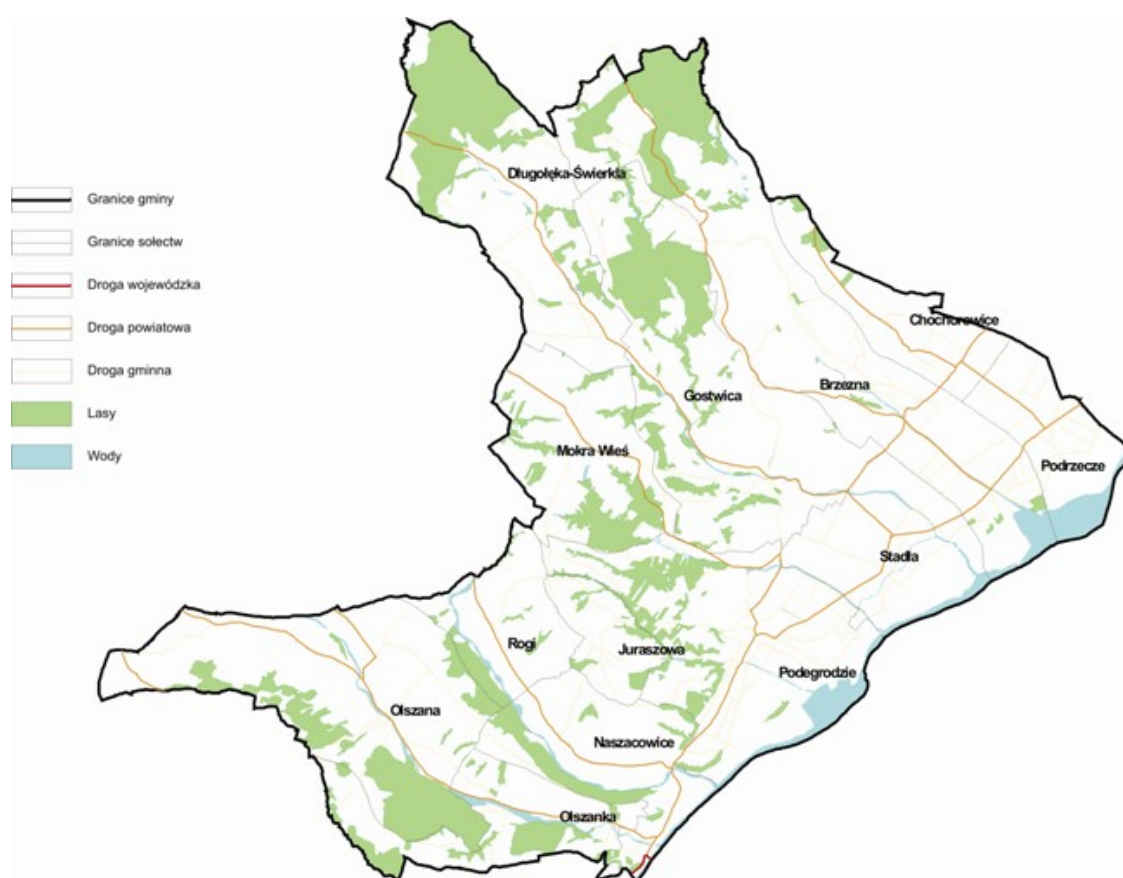 Granice gminy
Granice sołectw
Droga wojewódzka
Droga powiatowa
Droga gminna
Lasy
Wody
Długołęka-Świerkla
Chochorowice
Brzezna
Gostwica
Mokra Wieś
Podrzecze
Stadła
Rogi
Juraszowa
Podegrodzie
Olszana
Naszacowice
Olszanka